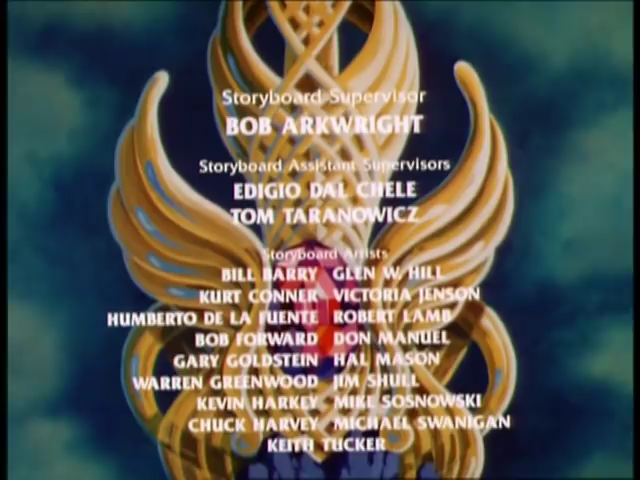 Storyboard Supervisor
BOB ARKWRIGHT
Storyboard Assistant Supervisors
EDIGIO DAL CHELE
TOM TARANOWICZ
Storyboard Artists
BILL BARRY GLEN W. HILL
KURT CONNER VICTORIA JENSON
HUMBERTO DE LA FUENTE ROBERT LAMB
BOB FORWARD DON MANUEL
GARY GOLDSTEIN HAL MASON
WARREN GREENWOOD JIM SHULL
KEVIN HARKEY MIKE SOSNOWSKI
CHUCK HARVEY MICHAEL SWANIGAN
KEITH TUCKER